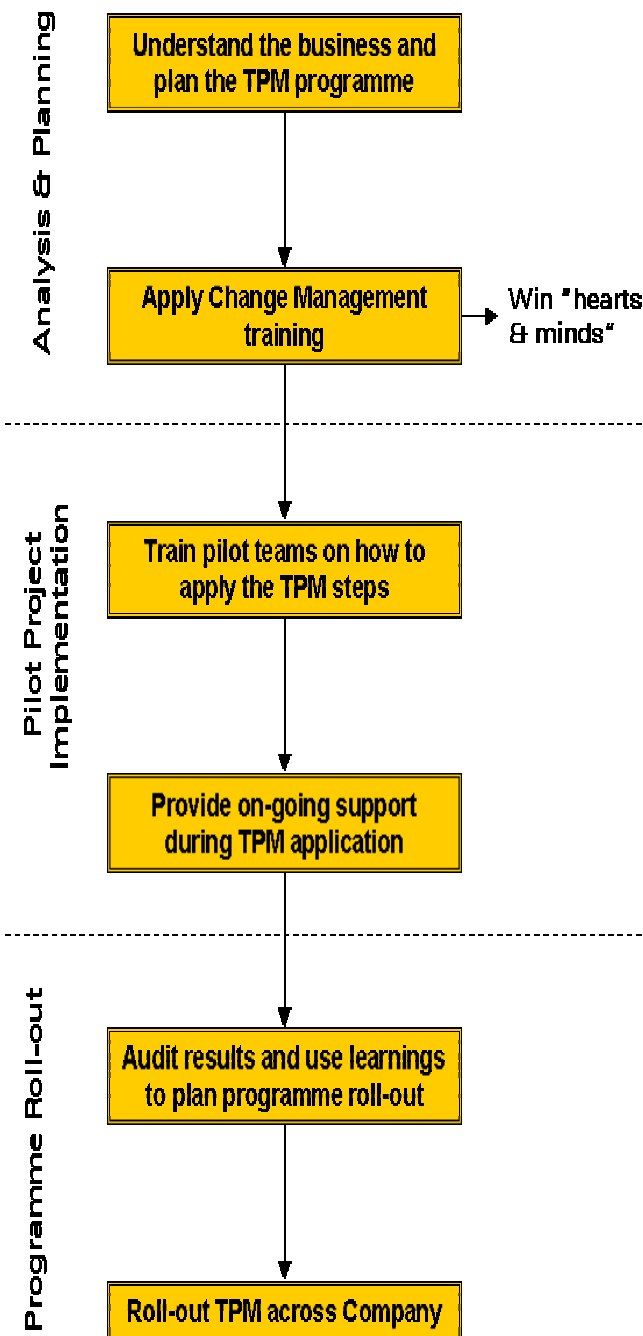 Analysis & Planning
Understand the business and
plan the TPM programme
Apply Change Management
training
Win "hearts
& minds"
Pilot Project
Implementation
Train pilot teams on how to
apply the TPM steps
Provide on-going support
during TPM application
Programme Roll-out
Audit results and use learnings
to plan programme roll-out
Roll-out TPM across Company